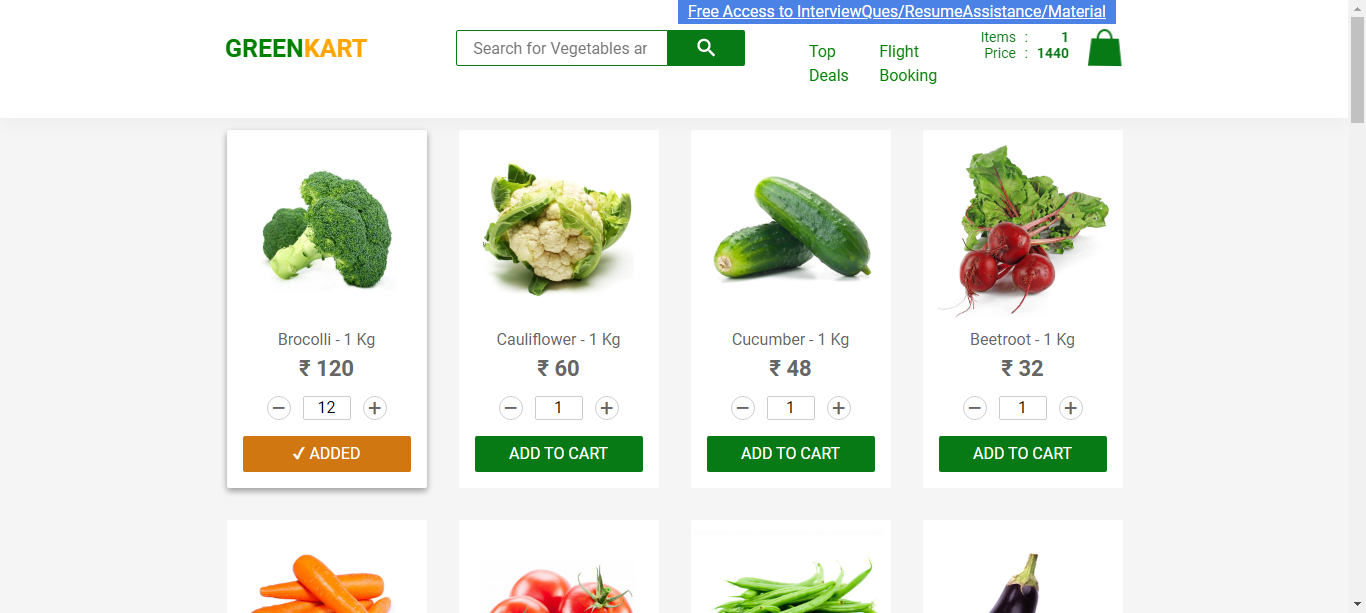 Free Access to InterviewQues/ResumeAssistance/Material
GREENKART
Search for Vegetables ar
Top
Deals
Flight
Booking
Items : 1
Price : 1440
Brocolli - 1 Kg
₹ 120
12
✔ ADDED
Cauliflower - 1 Kg
₹ 60
1
ADD TO CART
Cucumber - 1 Kg
₹ 48
1
ADD TO CART
Beetroot - 1 Kg
₹ 32
1
ADD TO CART